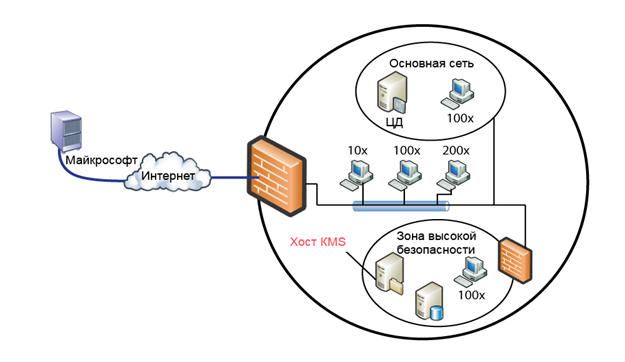 Основная сеть
ЦД
100x
Майкрософт
Интернет
10x
100x
200x
Хост KMS
Зона высокой
безопасности
100x